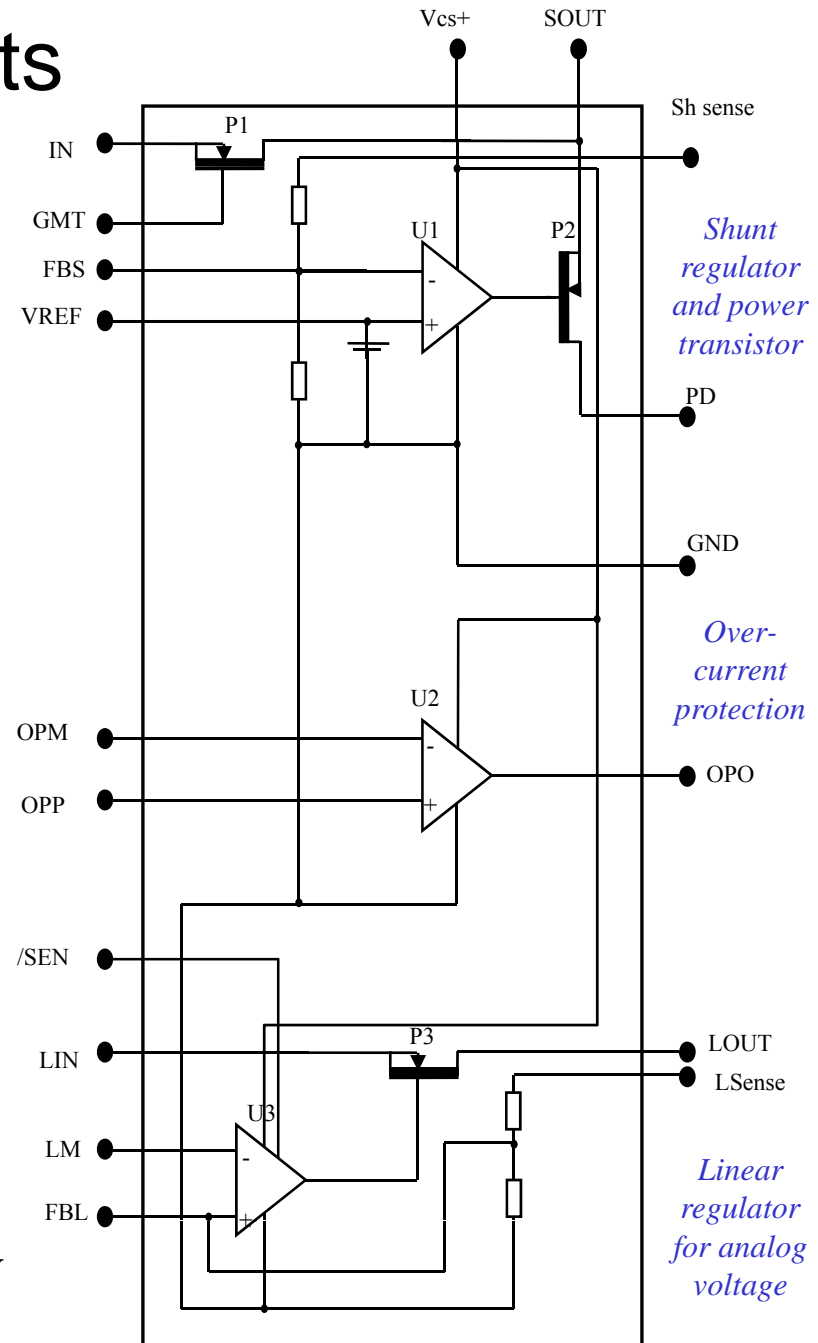 ts
Vcs+ SOUT
Sh sense
P1
IN
GMT
U1
P2
FBS
-
VREF
+
Shunt
regulator
and power
transistor
PD
GND
Over-
current
protection
U2
OPM
-
OPO
OPP
+
/SEN
P3
LIN
LOUT
LSense
U3
LM
-
FBL
+
Linear
regulator
for analog
voltage